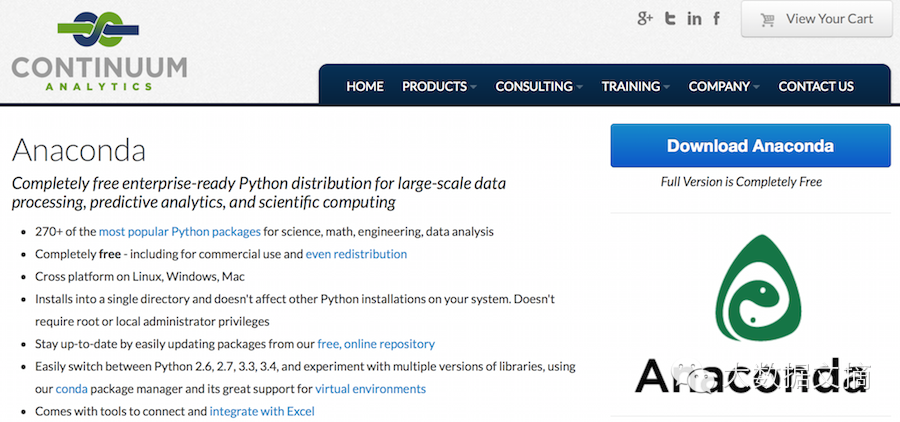 View Your Cart
CONTINUUM
ANALYTICS
HOME PRODUCTS CONSULTING TRAINING COMPANY CONTACT US
Anaconda
Download Anaconda
Full Version is Completely Free
Completely free enterprise-ready Python distribution for large-scale data
processing, predictive analytics, and scientific computing
270+ of the most popular Python packages for science, math, engineering, data analysis
Completely free - including for commercial use and even redistribution
Cross platform on Linux, Windows, Mac
Installs into a single directory and doesn't affect other Python installations on your system. Doesn't
require root or local administrator privileges
Stay up-to-date by easily updating packages from our free, online repository
Easily switch between Python 2.6, 2.7, 3.3, 3.4, and experiment with multiple versions of libraries, using
our conda package manager and its great support for virtual environments
Comes with tools to connect and integrate with Excel
Anaconda
大数据文摘